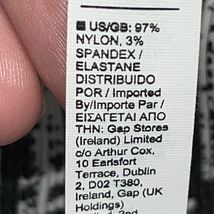 US/GB: 97%
NYLON, 3%
SPANDEX /
ELASTANE
DISTRIBUIDO
POR / Imported
By/Importe Par /
ΕΙΣΑΓΕΤΑΙ ΑΠΟ
ΤΗΝ: Gap Stores
(Ireland) Limited
c/o Arthur Cox,
10 Earlsfort
Terrace, Dublin
2, D02 T380,
Ireland, Gap (UK
Holdings)